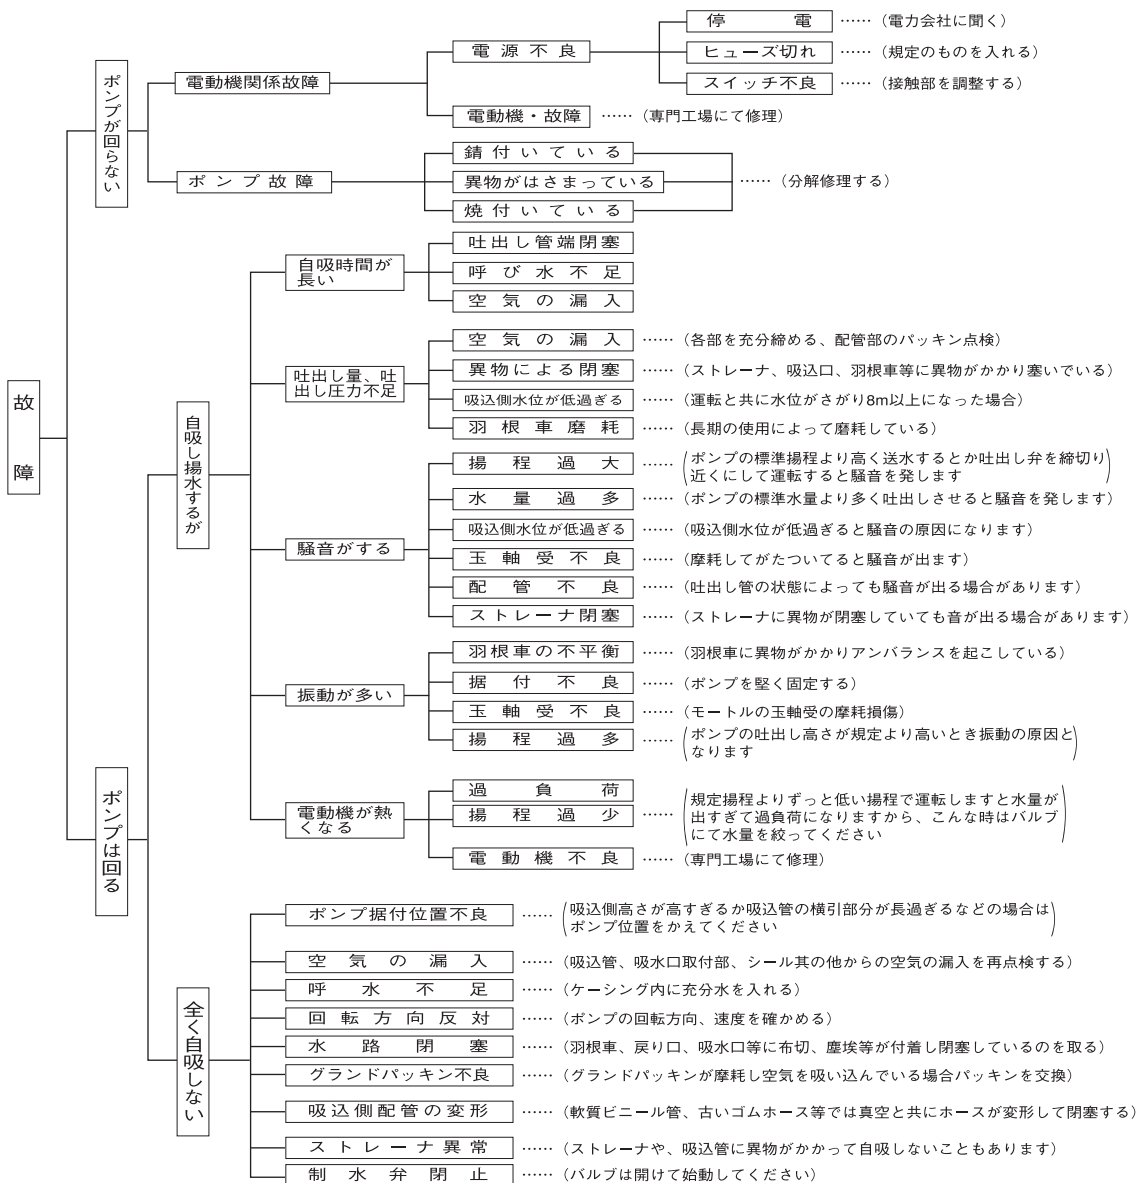 故障
ポンプが回らない
電動機関係故障
電源不良
停電 ……（電力会社に聞く）
ヒューズ切れ ……（規定のものを入れる）
スイッチ不良 ……（接触部を調整する）
電動機・故障 ……（専門工場にて修理）
ポンプ故障
錆付いている
異物がはさまっている
焼付いている
……（分解修理する）
ポンプは回る
自吸し揚水するが
自吸時間が
長い
吐出し管端閉塞
呼び水不足
空気の漏入
吐出し量、吐
出し圧力不足
空気の漏入 ……（各部を充分締める、配管部のパッキン点検）
異物による閉塞 ……（ストレーナ、吸込口、羽根車等に異物がかかり塞いでいる）
吸込側水位が低過ぎる ……（運転と共に水位がさがり8m以上になった場合）
羽根車磨耗 ……（長期の使用によって磨耗している）
騒音がする
揚程過大 ……（ポンプの標準揚程より高く送水するとか吐出し弁を締切り
近くにして運転すると騒音を発します）
水量過多 ……（ポンプの標準水量より多く吐出しさせると騒音を発します）
吸込側水位が低過ぎる ……（吸込側水位が低過ぎると騒音の原因になります）
玉軸受不良 ……（摩耗してがたついてると騒音が出ます）
配管不良 ……（吐出し管の状態によっても騒音が出る場合があります）
ストレーナ閉塞 ……（ストレーナに異物が閉塞していても音が出る場合があります）
振動が多い
羽根車の不平衡 ……（羽根車に異物がかかりアンバランスを起こしている）
据付不良 ……（ポンプを堅く固定する）
玉軸受不良 ……（モートルの玉軸受の摩耗損傷）
揚程過多 ……（ポンプの吐出し高さが規定より高いとき振動の原因と
なります）
電動機が熱
くなる
過負荷
揚程過少 ……（規定揚程よりずっと低い揚程で運転しますと水量が
出すぎて過負荷になりますから、こんな時はバルブ
にて水量を絞ってください）
電動機不良 ……（専門工場にて修理）
全く自吸しない
ポンプ据付位置不良 ……（吸込側高さが高すぎるか吸込管の横引部分が長過ぎるなどの場合は
ポンプ位置をかえてください）
空気の漏入 ……（吸込管、吸水口取付部、シール其の他からの空気の漏入を再点検する）
呼水不足 ……（ケーシング内に充分水を入れる）
回転方向反対 ……（ポンプの回転方向、速度を確かめる）
水路閉塞 ……（羽根車、戻り口、吸水口等に布切、塵埃等が付着し閉塞しているのを取る）
グランドパッキン不良 ……（グランドパッキンが摩耗し空気を吸い込んでいる場合パッキンを交換）
吸込側配管の変形 ……（軟質ビニール管、古いゴムホース等では真空と共にホースが変形して閉塞する）
ストレーナ異常 ……（ストレーナや、吸込管に異物がかかって自吸しないこともあります）
制水弁閉止 ……（バルブは開けて始動してください）